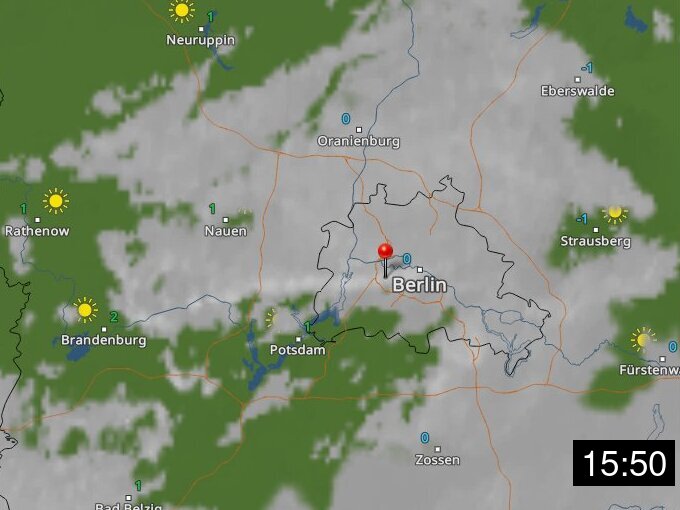 1
Neuruppin
-1
Eberswalde
0
Oranienburg
1
Rathenow
1
Nauen
-1
Strausberg
0
Berlin
2
Brandenburg
1
Potsdam
0
Fürstenwa
0
Zossen
15:50
1
Bad Belzig